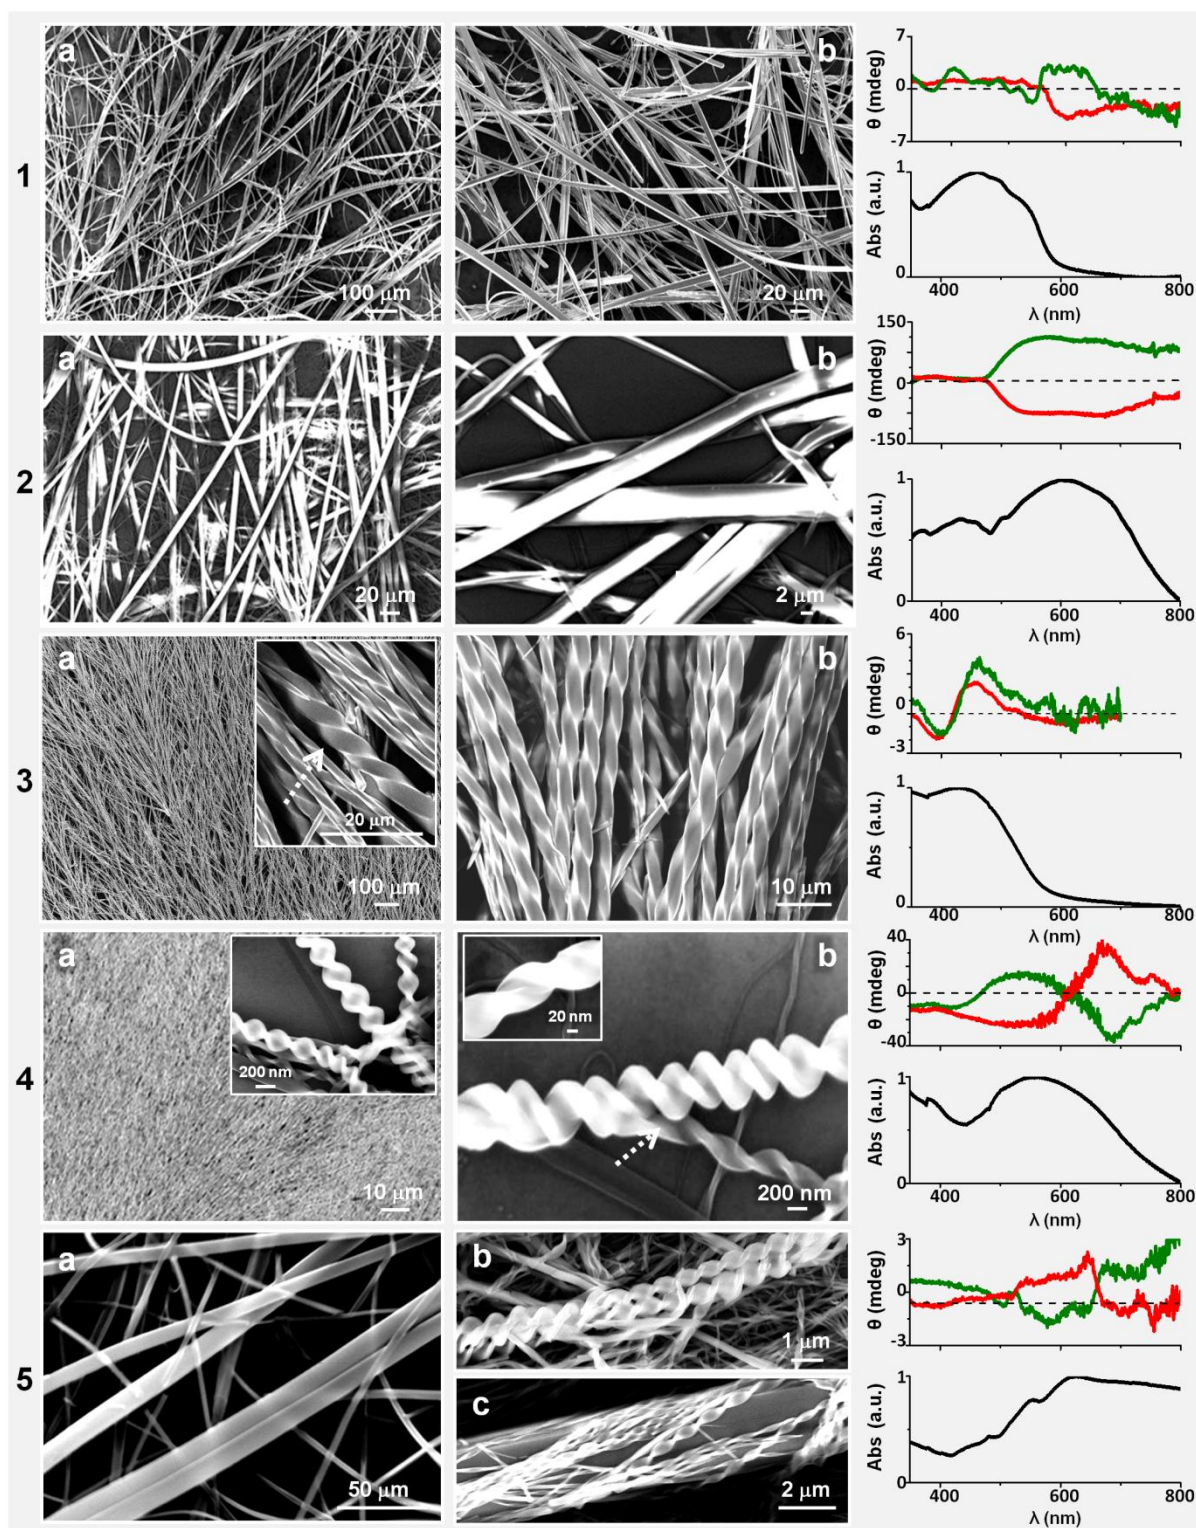 1
a
100 μm
b
20 μm
θ (mdeg)
7
0
-7
Abs (a.u.)
1
0
400 600 800
λ (nm)
2
a
20 μm
b
2 μm
θ (mdeg)
150
0
-150
Abs (a.u.)
1
0
400 600 800
λ (nm)
3
a
20 μm
100 μm
b
10 μm
θ (mdeg)
6
0
-3
Abs (a.u.)
1
0
400 600 800
4
a
200 nm
10 μm
b
20 nm
200 nm
θ (mdeg)
40
0
-40
Abs (a.u.)
1
0
400 600 800
λ (nm)
5
a
50 μm
b
1 μm
c
2 μm
θ (mdeg)
3
0
-3
Abs (a.u.)
1
0
400 600 800
λ (nm)